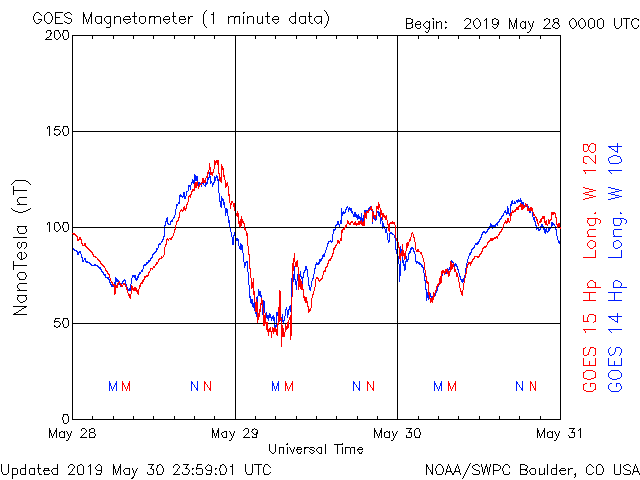 GOES Magnetometer (1 minute data)
Begin: 2019 May 28 0000 UTC
200
150
100
50
0
NanoTesla (nT)
M M N N M M N N M M N N
May 28 May 29 May 30 May 31
Universal Time
GOES 15 Hp Long. W 128
GOES 14 Hp Long. W 104
Updated 2019 May 30 23:59:01 UTC
NOAA/SWPC Boulder, CO USA